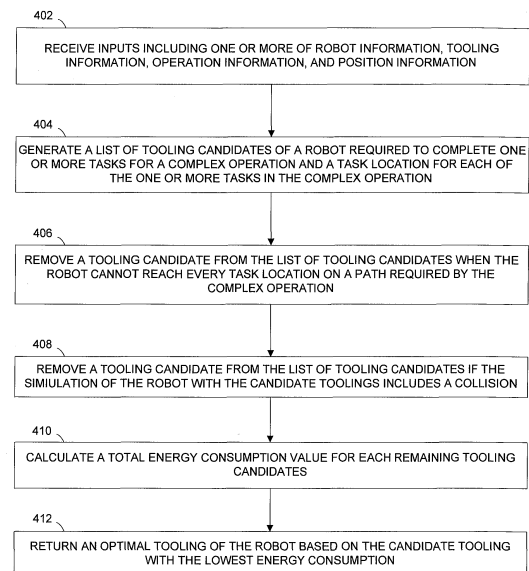 402
RECEIVE INPUTS INCLUDING ONE OR MORE OF ROBOT INFORMATION, TOOLING
INFORMATION, OPERATION INFORMATION, AND POSITION INFORMATION
404
GENERATE A LIST OF TOOLING CANDIDATES OF A ROBOT REQUIRED TO COMPLETE ONE
OR MORE TASKS FOR A COMPLEX OPERATION AND A TASK LOCATION FOR EACH OF
THE ONE OR MORE TASKS IN THE COMPLEX OPERATION
406
REMOVE A TOOLING CANDIDATE FROM THE LIST OF TOOLING CANDIDATES WHEN THE
ROBOT CANNOT REACH EVERY TASK LOCATION ON A PATH REQUIRED BY THE
COMPLEX OPERATION
408
REMOVE A TOOLING CANDIDATE FROM THE LIST OF TOOLING CANDIDATES IF THE
SIMIULATION OF THE ROBOT WITH THE CANDIDATE TOOLINGS INCLUDES A COLLISION
410
CALCULATE A TOTAL ENERGY CONSUMPTION VALUE FOR EACH REMAINING TOOLING
CANDIDATES
412
RETURN AN OPTIMAL TOOLING OF THE ROBOT BASED ON THE CANDIDATE TOOLING
WITH THE LOWEST ENERGY CONSUMPTION